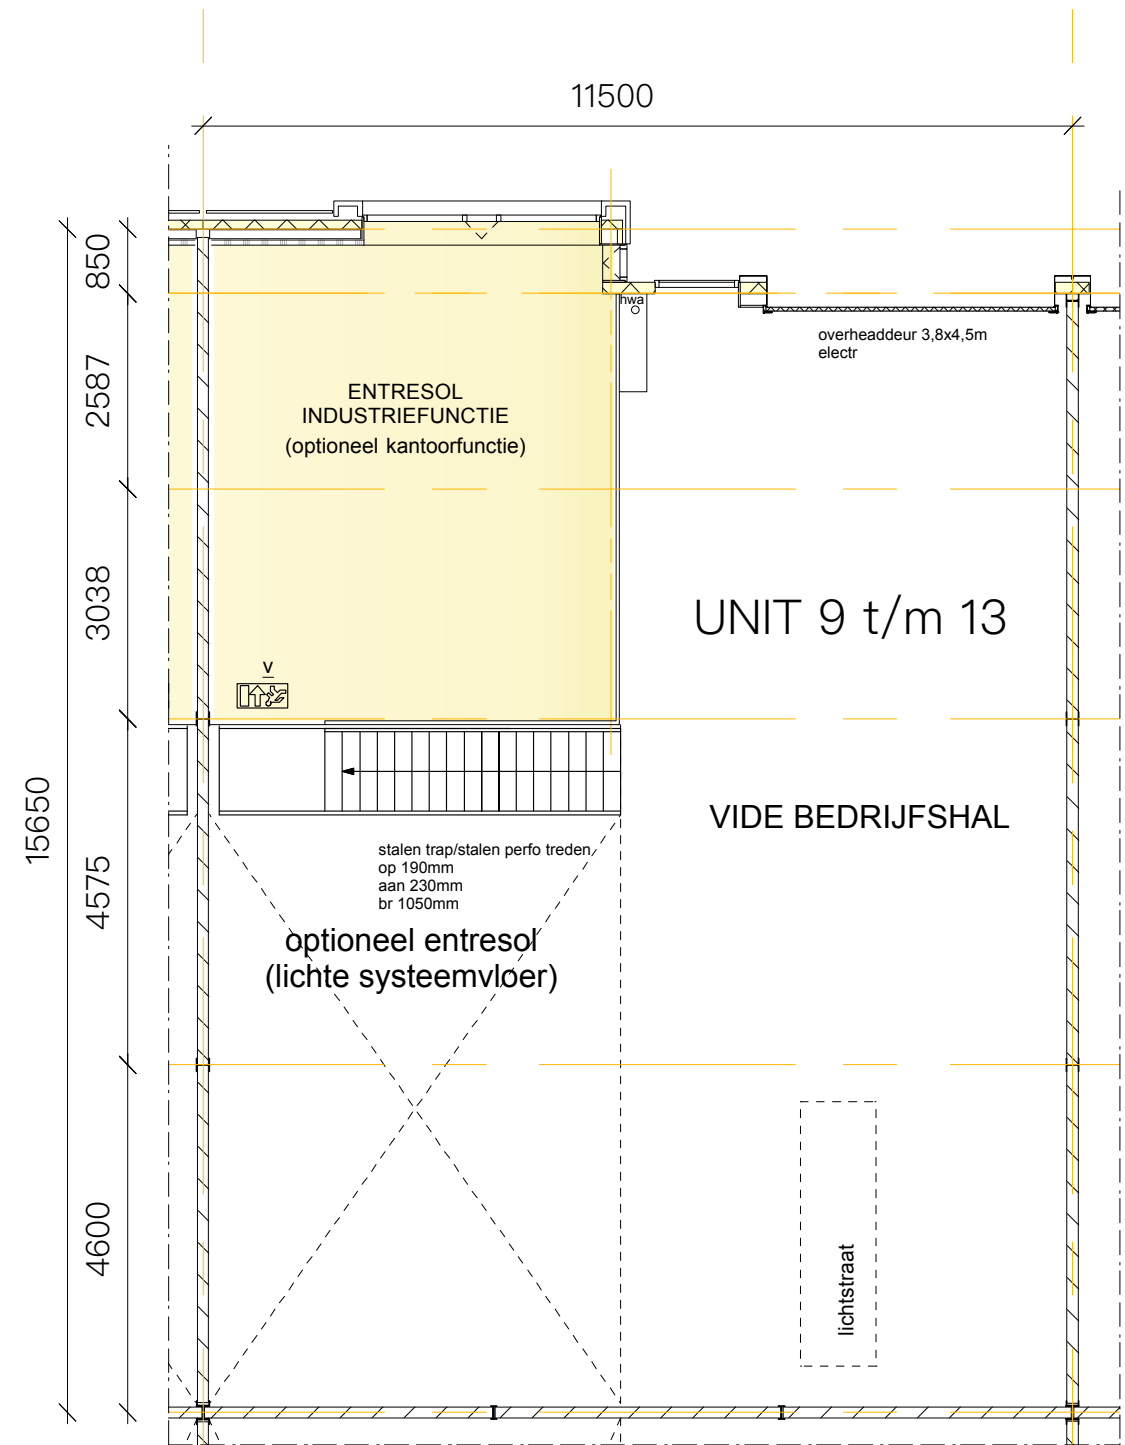 11500
850
hwa
overheaddeur 3,8x4,5m
electr
2587
ENTRESOL
INDUSTRIEFUNCTIE
(optioneel kantoorfunctie)
3038
UNIT 9 t/m 13
V
15650
VIDE BEDRIJFSHAL
stalen trap/stalen perfo treden
op 190mm
aan 230mm
br 1050mm
4575
optioneel entresol
(lichte systeemvloer)
4600
lichtstraat